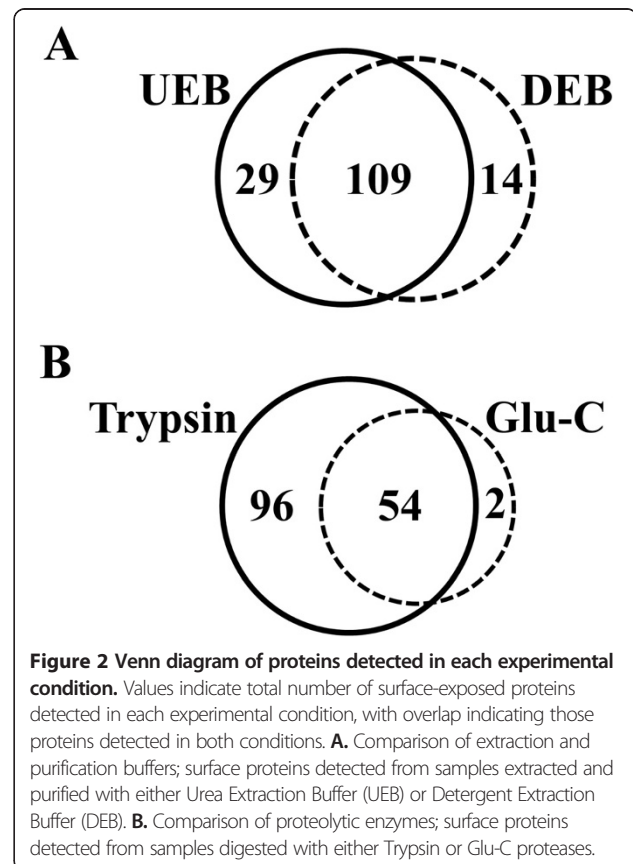 A
UEB DEB
29 109 14
B
Trypsin Glu-C
96 54 2
Figure 2 Venn diagram of proteins detected in each experimental
condition. Values indicate total number of surface-exposed proteins
detected in each experimental condition, with overlap indicating those
proteins detected in both conditions. A. Comparison of extraction and
purification buffers; surface proteins detected from samples extracted and
purified with either Urea Extraction Buffer (UEB) or Detergent Extraction
Buffer (DEB). B. Comparison of proteolytic enzymes; surface proteins
detected from samples digested with either Trypsin or Glu-C proteases.